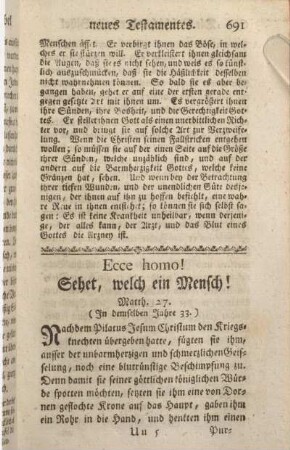 neues Testamentes. 691
Menschen äfft. Er verbirgt ihnen das Böse, in wel-
ches er sie stürzen will. Er verkleistert ihnen gleichsam
die Augen, daß sie es nicht sehen, und weis es so künst-
lich auszuschmücken, daß sie die Häßlichkeit desselben
nicht wahrnehmen können. So bald sie es aber be-
gangen haben, gehet er auf eine der ersten gerade ent-
gegen gesetzte Art mit ihnen um. Es vergrößert ihnen
ihre Sünden, ihre Bosheit, und die Gerechtigkeit Gottes.
Er stellet ihnen Gott als einen unerbittlichen Rich-
ter vor, und bringt sie auf solche Art zur Verzweife-
lung. Wenn die Christen seinen Fallstricken entgehen
wollen, so müssen sie auf der einen Seite auf die Größe
ihrer Sünden, welche unzählich sind, und auf der
andern auf die Barmherzigkeit Gottes, welche keine
Gränzen hat, sehen. Und wenn bey der Betrachtung
ihrer tiefen Wunden, und der unendlichen Güte desje-
nigen, der ihnen auf ihn zu hoffen befiehlt, eine wah-
re Reue in ihnen entstehet, so können sie sich selbst sa-
gen: Es ist keine Krankheit unheilbar, wenn derjeni-
ge, der alles kann, der Arzt, und das Blut eines
Gottes die Arzney ist.
Ecce homo!
Sehet, welch ein Mensch!
Matth. 27.
(In demselben Jahre 33.)
Nachdem Pilatus Jesum Christum den Kriegs-
knechten übergeben hatte, fügten sie ihm,
ausser der unbarmherzigen und schmerzlichen Geis-
selung, noch eine blutrünstige Beschimpfung zu.
Denn damit sie seiner göttlichen königlichen Wür-
de spotten möchten, setzten sie ihm eine von Dor-
nen geflochte Krone auf das Haupt, gaben ihm
ein Rohr in die Hand, und henkten ihm einen
Uu 5 Pur-